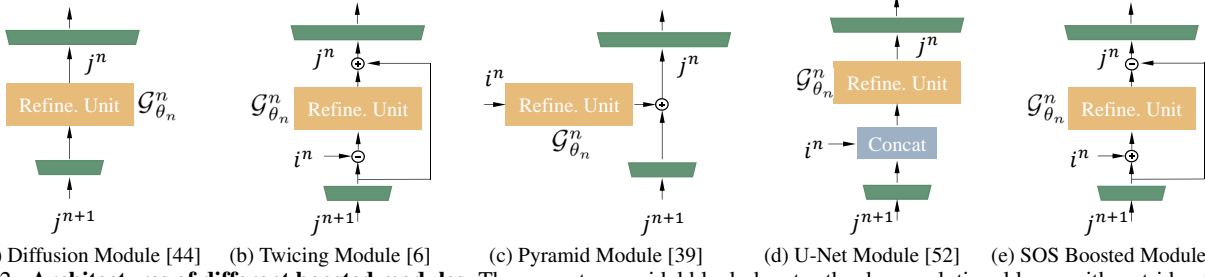 j^n
Refine. Unit
𝒢^n_{θ_n}
j^{n+1}
) Diffusion Module [44]
j^n
𝒢^n_{θ_n}
Refine. Unit
i^n
j^{n+1}
(b) Twicing Module [6]
j^n
i^n
Refine. Unit
𝒢^n_{θ_n}
j^{n+1}
(c) Pyramid Module [39]
j^n
𝒢^n_{θ_n}
Refine. Unit
i^n
Concat
j^{n+1}
(d) U-Net Module [52]
j^n
𝒢^n_{θ_n}
Refine. Unit
i^n
j^{n+1}
(e) SOS Boosted Module